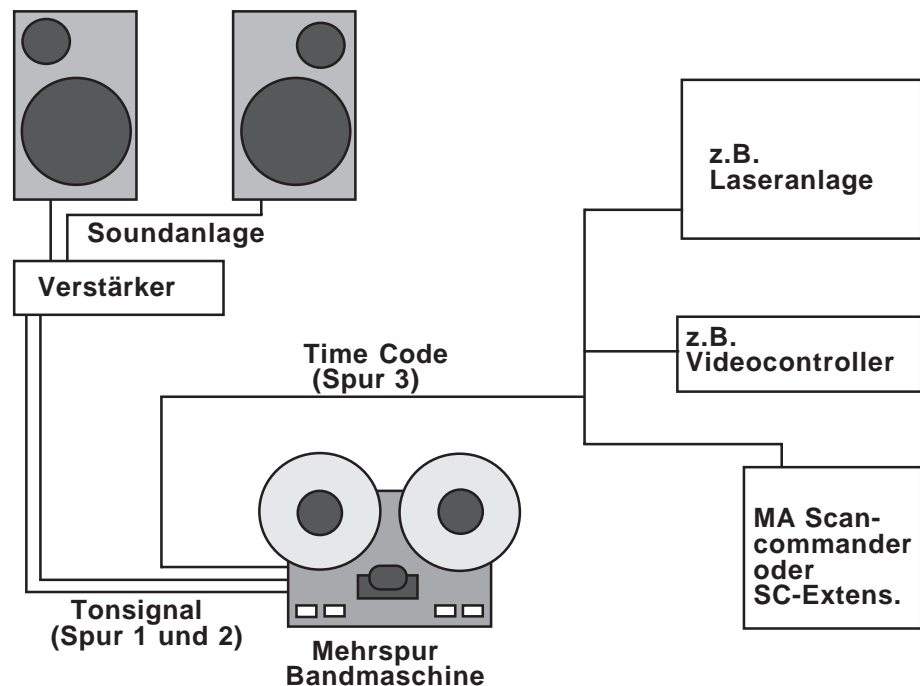 Soundanlage
Verstärker
z.B.
Laseranlage
Time Code
(Spur 3)
z.B.
Videocontroller
MA Scan-
commander
oder
SC-Extens.
Tonsignal
(Spur 1 und 2)
Mehrspur
Bandmaschine